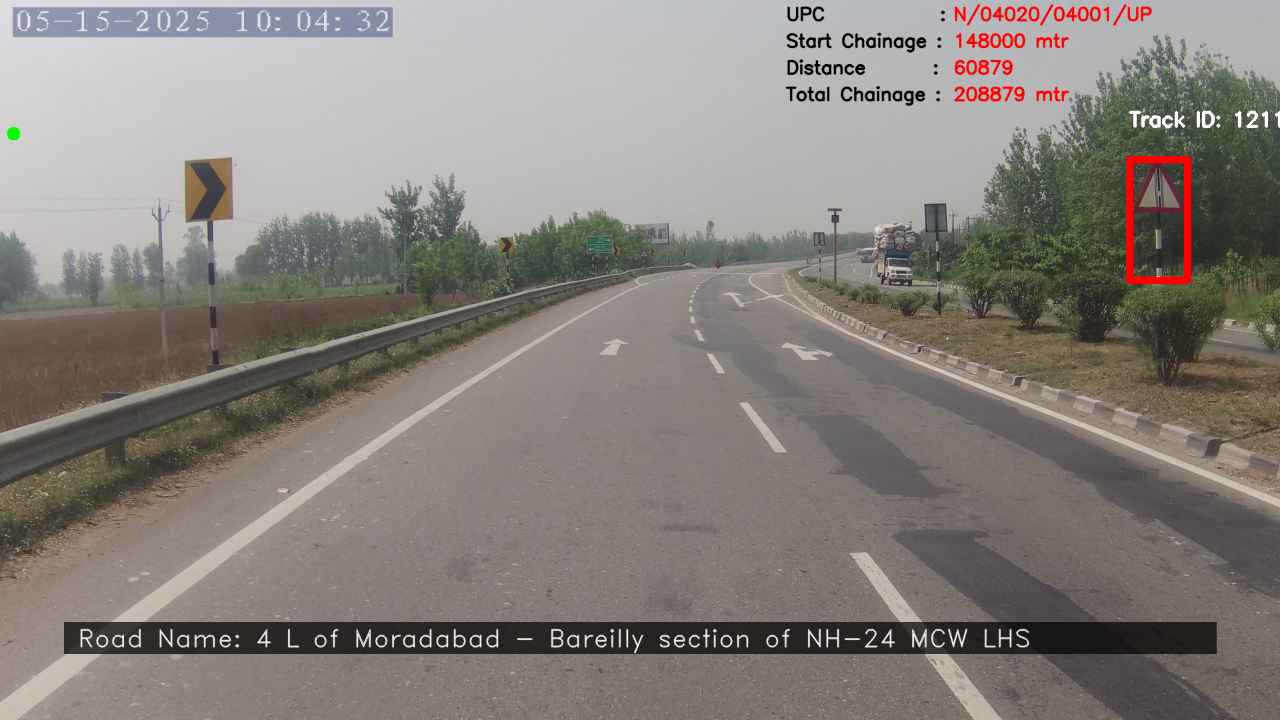 05-15-2025 10:04:32
UPC : N/04020/04001/UP
Start Chainage : 148000 mtr
Distance : 60879
Total Chainage : 208879 mtr
Track ID: 1211
Road Name: 4 L of Moradabad - Bareilly section of NH-24 MCW LHS